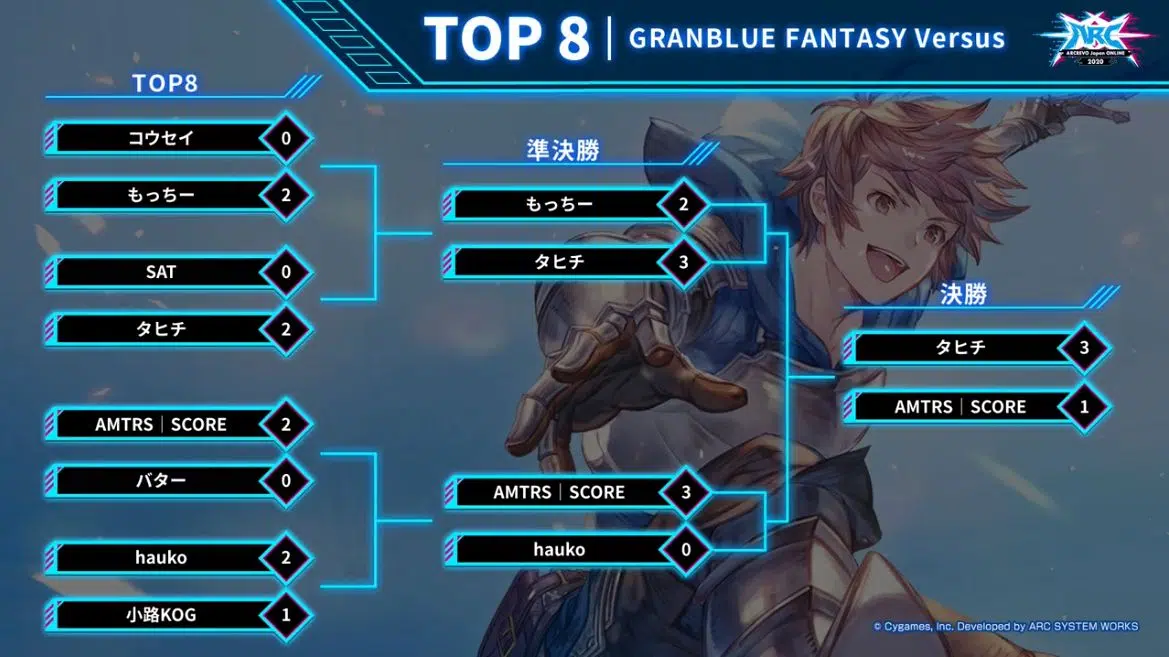 TOP 8 | GRANBLUE FANTASY Versus
ARC
ARCREVO Japan ONLINE
2020
TOP8
コウセイ 0
もっちー 2
SAT 0
タヒチ 2
AMTRS|SCORE 2
バター 0
hauko 2
小路KOG 1
準決勝
もっちー 2
タヒチ 3
AMTRS|SCORE 3
hauko 0
決勝
タヒチ 3
AMTRS|SCORE 1
© Cygames, Inc. Developed by ARC SYSTEM WORKS